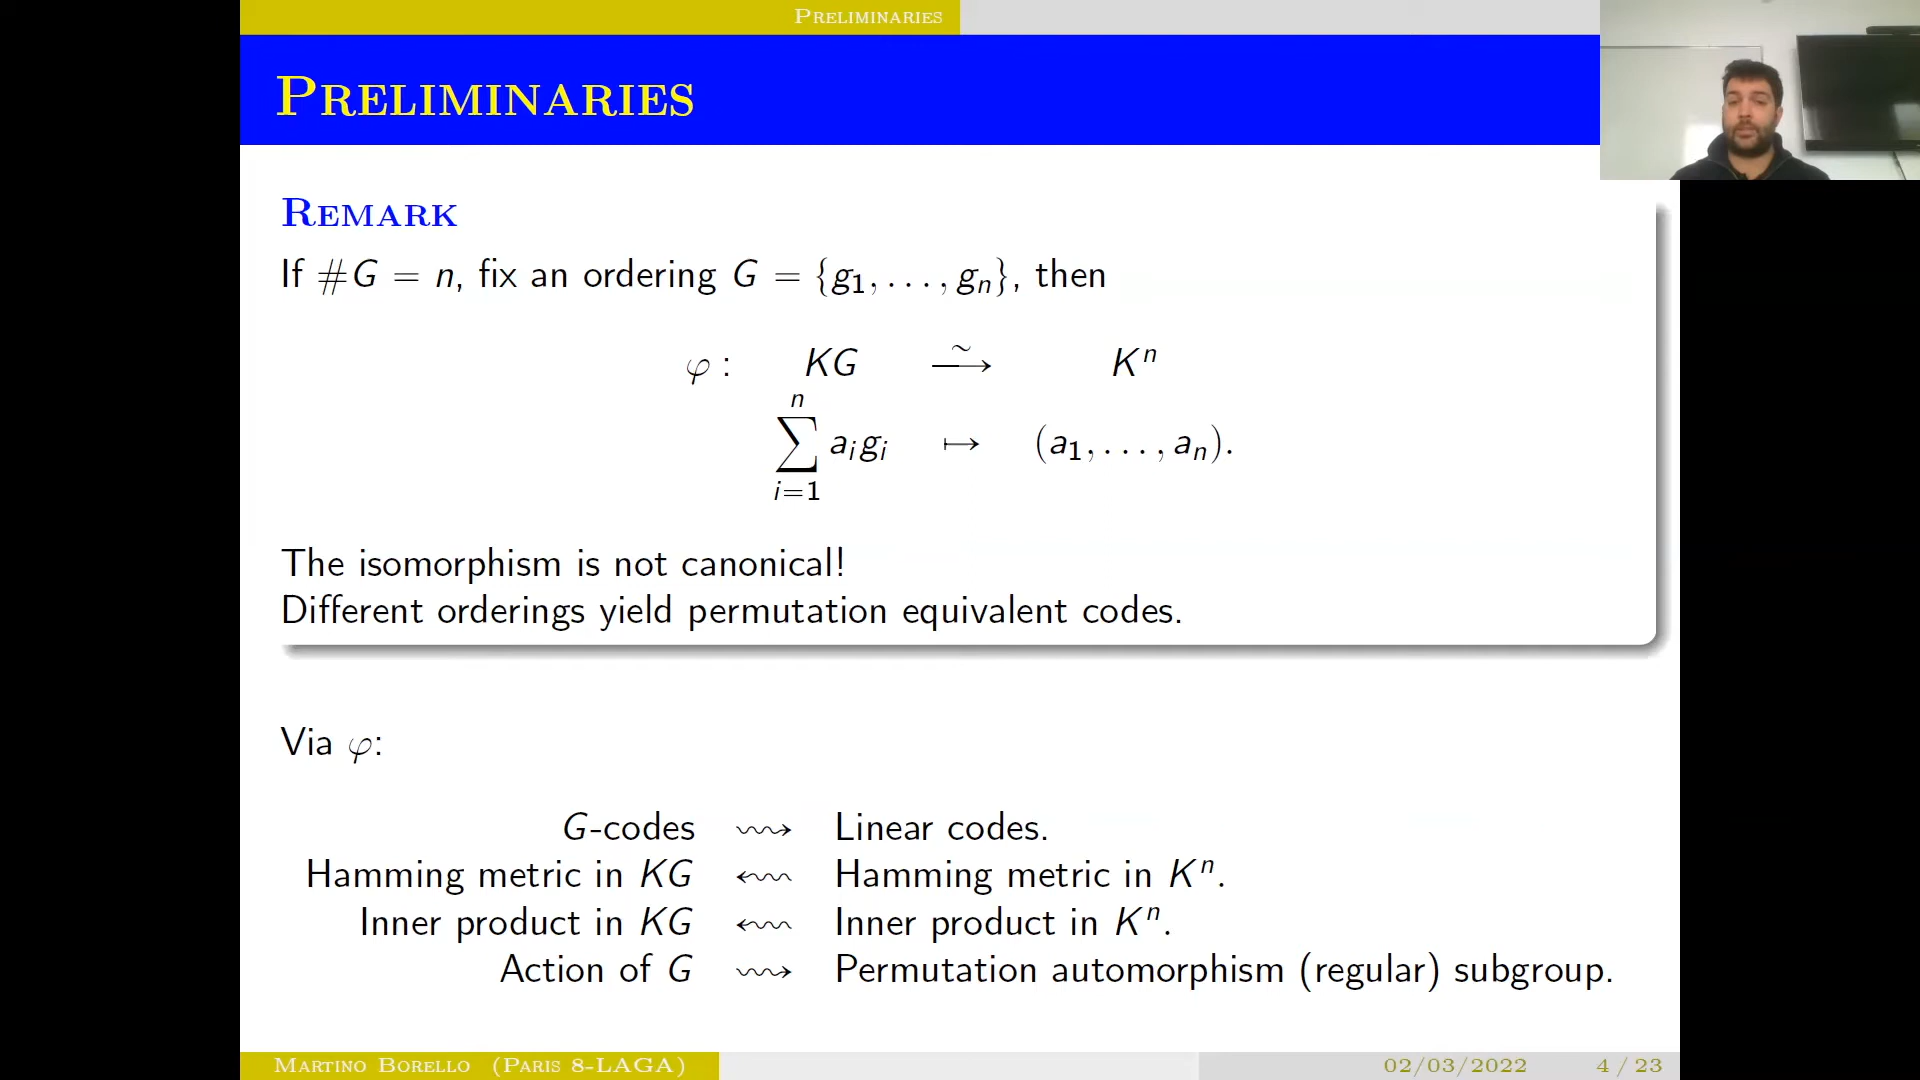 Preliminaries
Preliminaries
Remark
If #G = n, fix an ordering G = {g₁, . . . , gₙ}, then
φ : KG ⟶̃ Kⁿ
∑ⁿᵢ₌₁ aᵢgᵢ ↦ (a₁, . . . , aₙ).
The isomorphism is not canonical!
Different orderings yield permutation equivalent codes.
Via φ:
G-codes ⇝ Linear codes.
Hamming metric in KG ⇜ Hamming metric in Kⁿ.
Inner product in KG ⇜ Inner product in Kⁿ.
Action of G ⇝ Permutation automorphism (regular) subgroup.
Martino Borello (Paris 8-LAGA) 02/03/2022 4 / 23